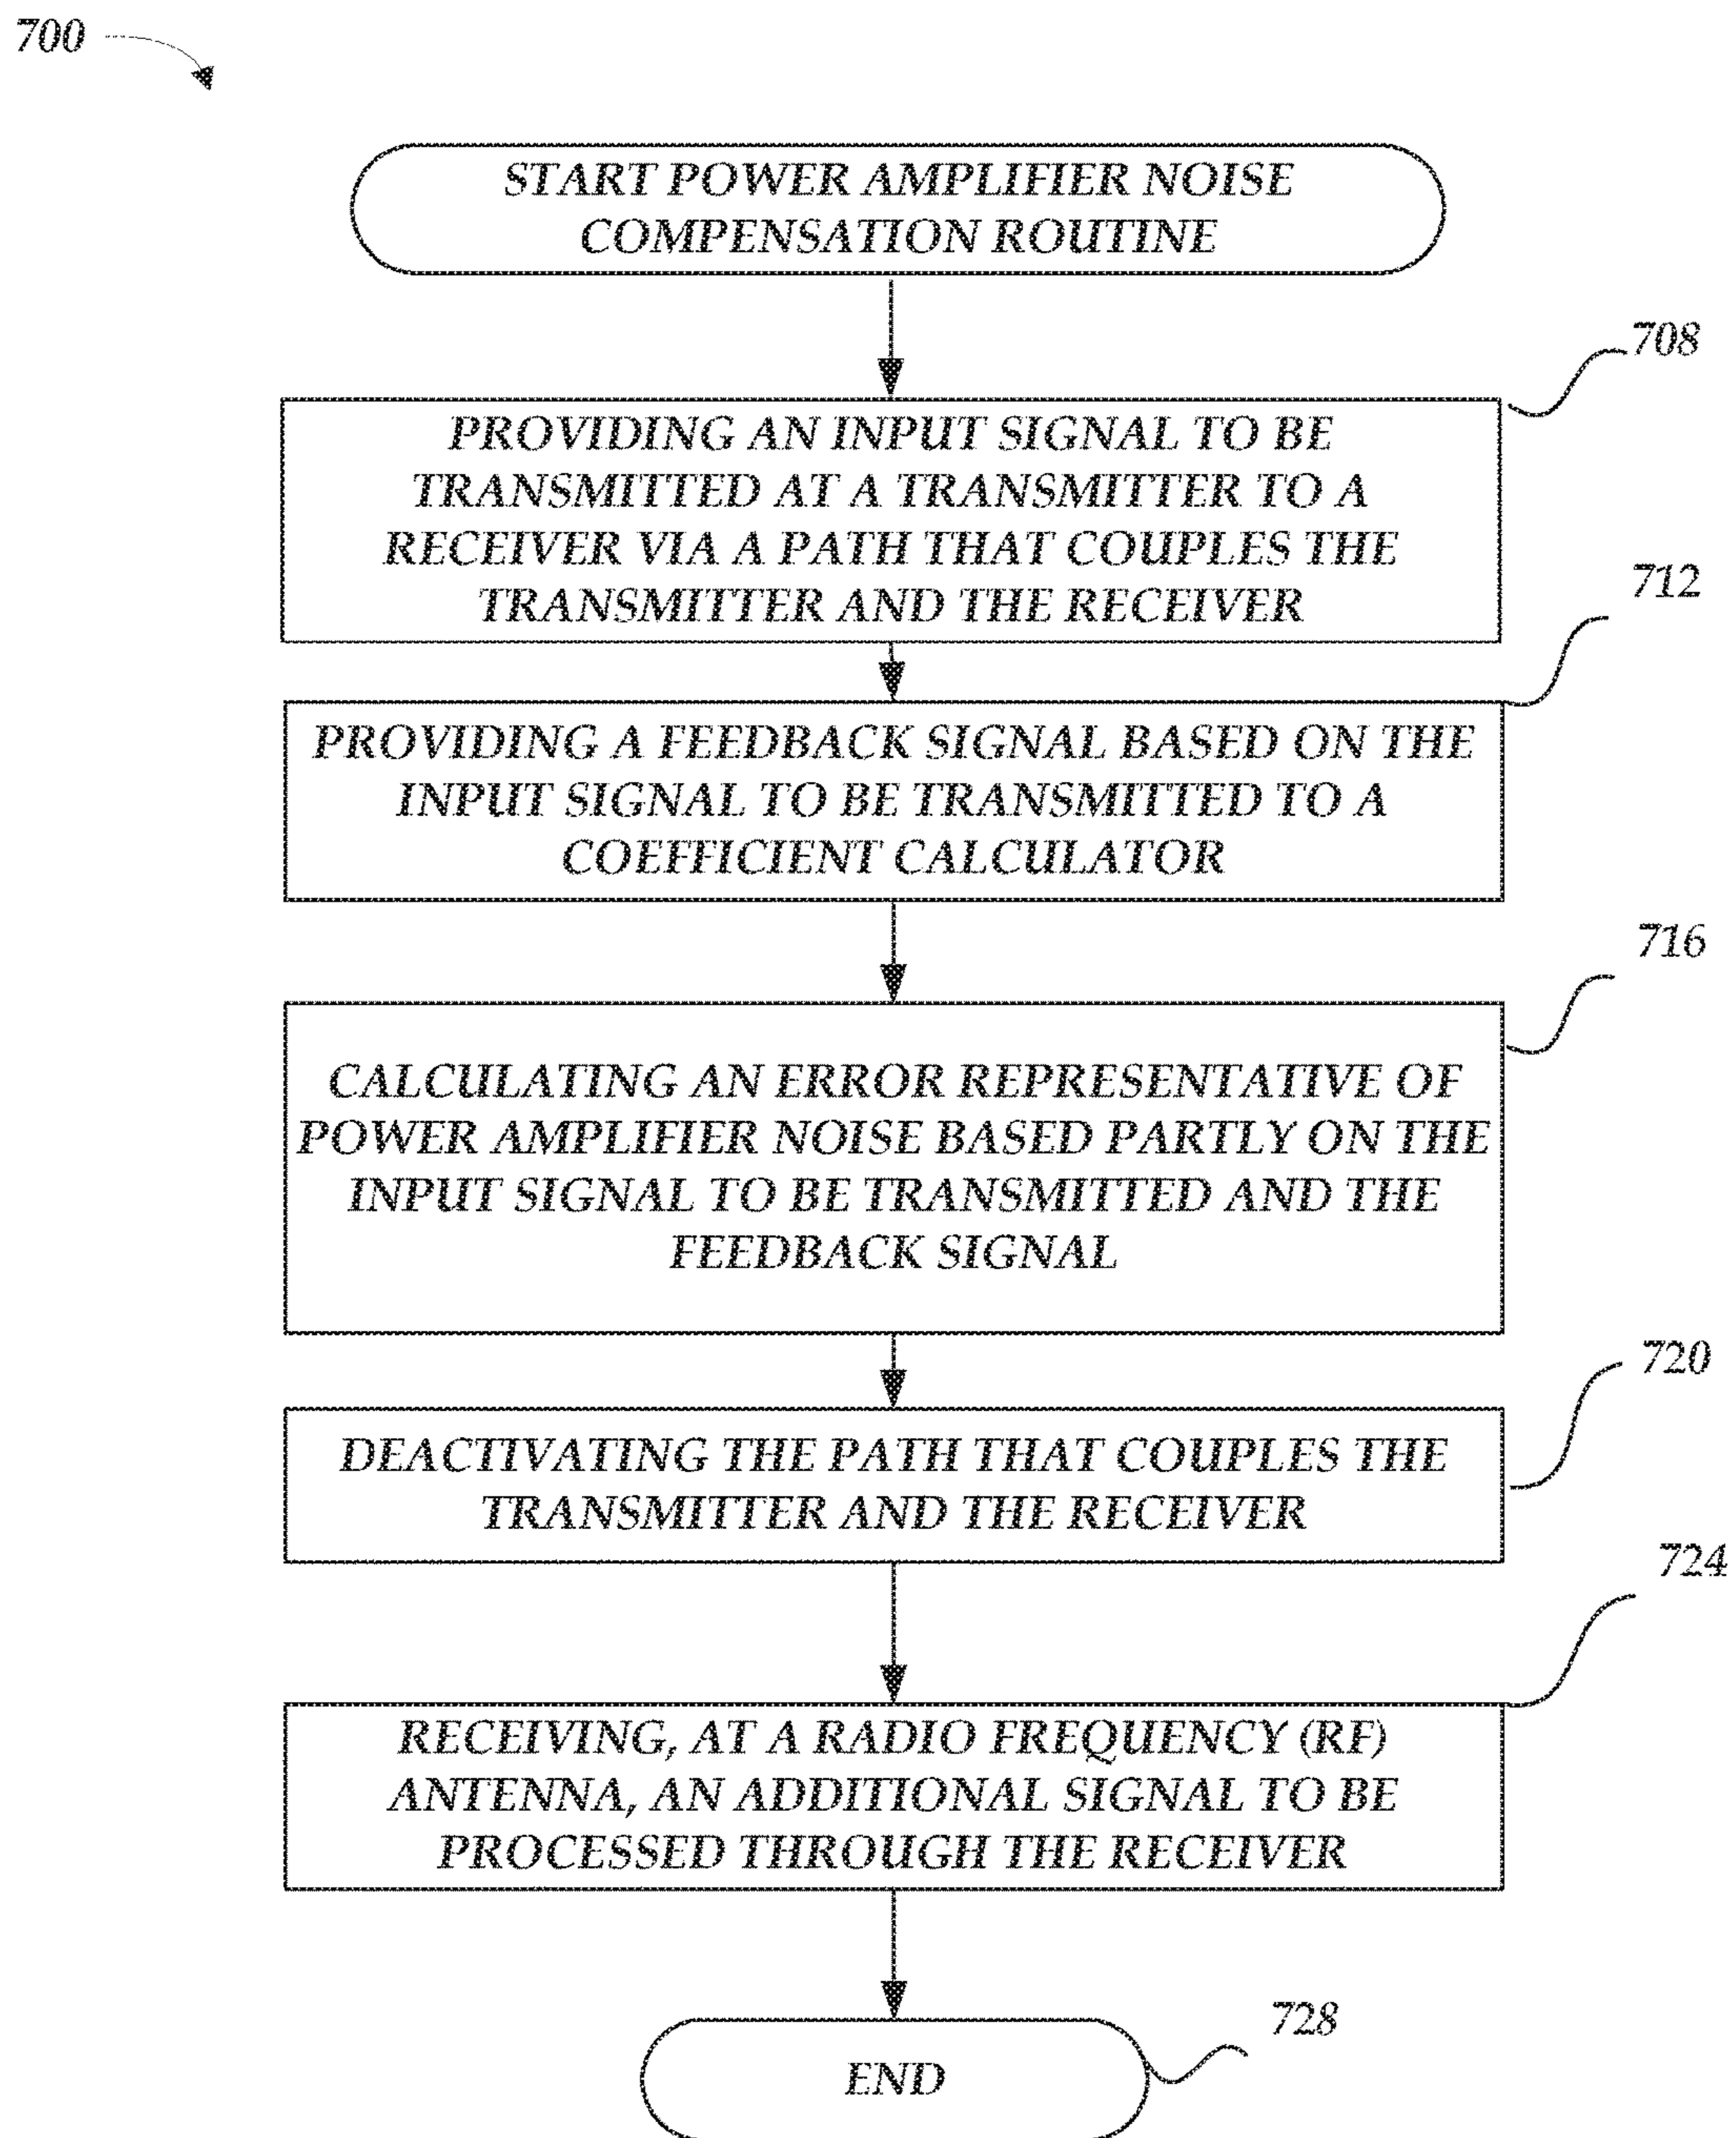 700
START POWER AMPLIFIER NOISE
COMPENSATION ROUTINE
708
PROVIDING AN INPUT SIGNAL TO BE
TRANSMITTED AT A TRANSMITTER TO A
RECEIVER VIA A PATH THAT COUPLES THE
TRANSMITTER AND THE RECEIVER
712
PROVIDING A FEEDBACK SIGNAL BASED ON THE
INPUT SIGNAL TO BE TRANSMITTED TO A
COEFFICIENT CALCULATOR
716
CALCULATING AN ERROR REPRESENTATIVE OF
POWER AMPLIFIER NOISE BASED PARTLY ON THE
INPUT SIGNAL TO BE TRANSMITTED AND THE
FEEDBACK SIGNAL
720
DEACTIVATING THE PATH THAT COUPLES THE
TRANSMITTER AND THE RECEIVER
724
RECEIVING, AT A RADIO FREQUENCY (RF)
ANTENNA, AN ADDITIONAL SIGNAL TO BE
PROCESSED THROUGH THE RECEIVER
728
END